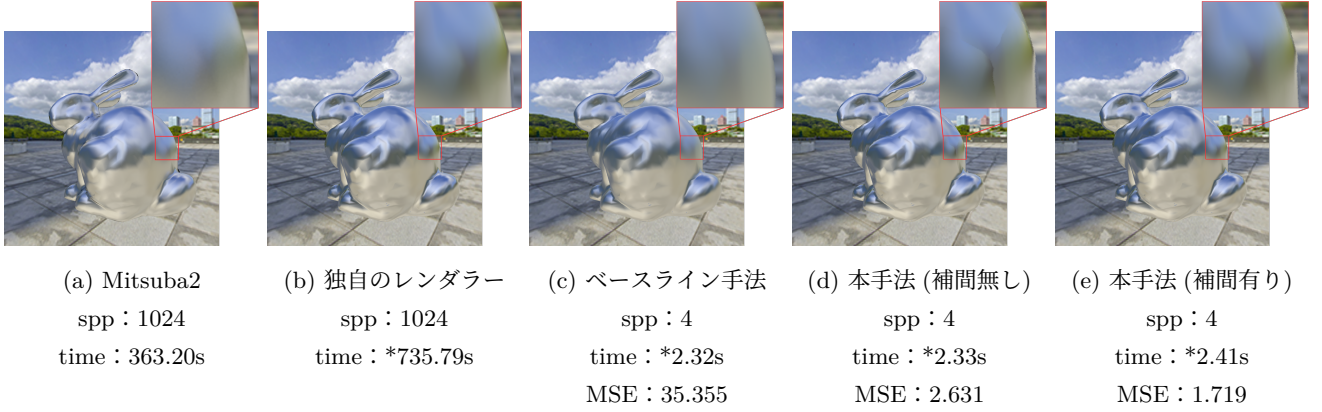 (a) Mitsuba2
spp：1024
time：363.20s
(b) 独自のレンダラー
spp：1024
time：*735.79s
(c) ベースライン手法
spp：4
time：*2.32s
MSE：35.355
(d) 本手法 (補間無し)
spp：4
time：*2.33s
MSE：2.631
(e) 本手法 (補間有り)
spp：4
time：*2.41s
MSE：1.719